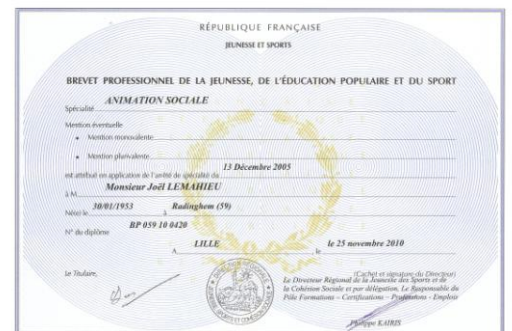 RÉPUBLIQUE FRANÇAISE
JEUNESSE ET SPORTS
BREVET PROFESSIONNEL DE LA JEUNESSE, DE L'ÉDUCATION POPULAIRE ET DU SPORT
Spécialité ANIMATION SOCIALE
Mention éventuelle
• Mention monovalente
• Mention plurivalente
est attribué en application de l'arrêté de spécialité du 13 Décembre 2005
à M. Monsieur Joël LEMAHIEU
Né(e) le 30/01/1953 à Radinghem (59)
N° du diplôme BP 059 10 0420
A LILLE , le le 25 novembre 2010
Le Titulaire,
(Cachet et signature du Directeur)
Le Directeur Régional de la Jeunesse des Sports et de
la Cohésion Sociale et par délégation, Le Responsable du
Pôle Formations – Certifications – Professions - Emplois
Philippe KAIRIS